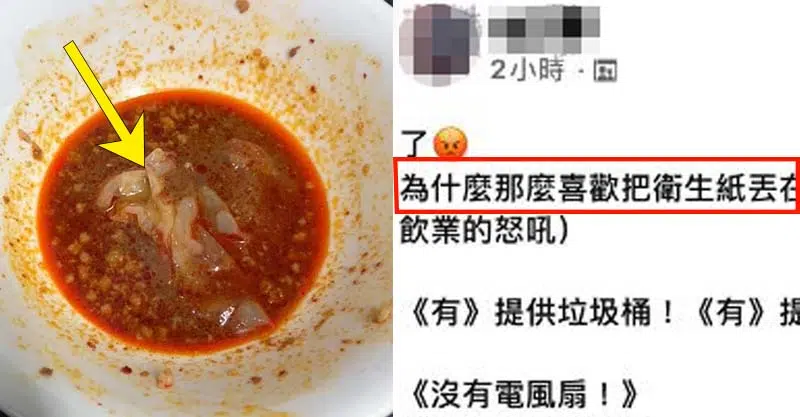 2小時 ·
了😡
為什麼那麼喜歡把衛生紙丟在
飲業的怒吼）
《有》提供垃圾桶！《有》提
《沒有電風扇！》